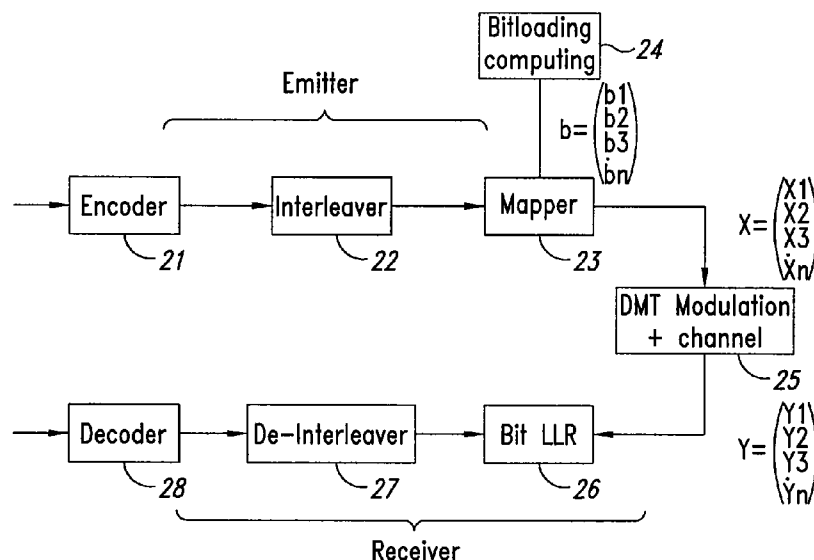 Bitloading
computing
24
Emitter
b= (b1
b2
b3
bn)
Encoder
21
Interleaver
22
Mapper
23
X= (X1
X2
X3
Xn)
DMT Modulation
+ channel
25
Decoder
28
De-Interleaver
27
Bit LLR
26
Y= (Y1
Y2
Y3
Yn)
Receiver